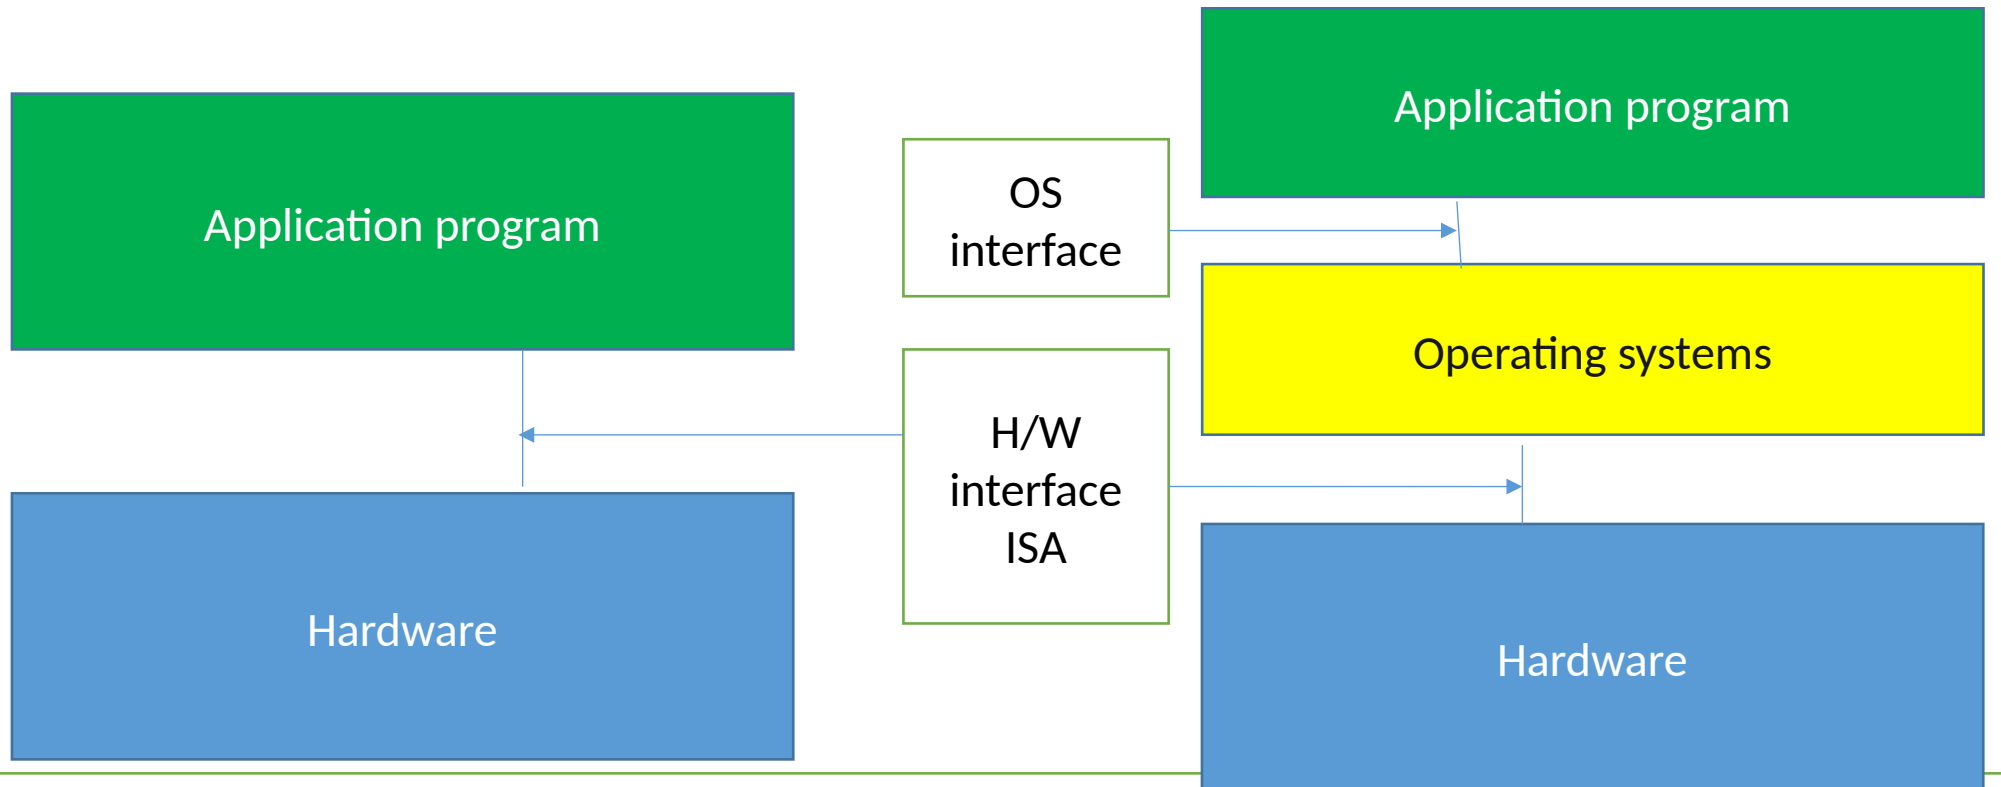 Application program
Hardware
OS
interface
H/W
interface
ISA
Application program
Operating systems
Hardware